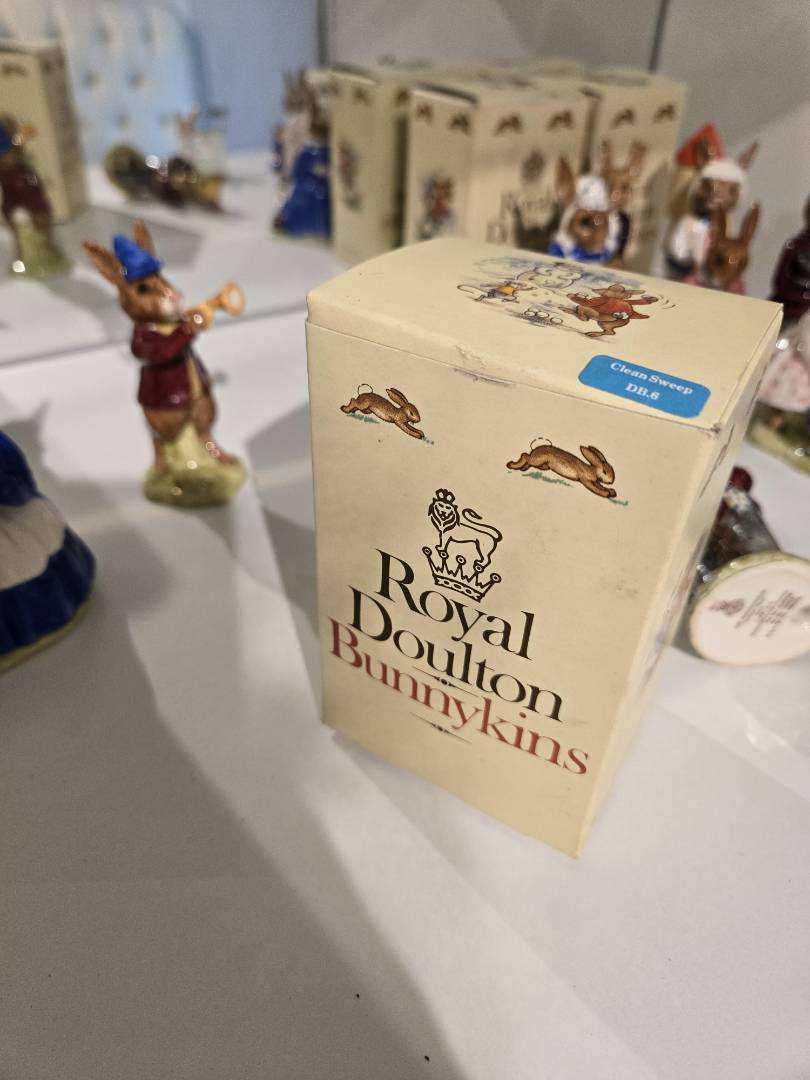 Clean Sweep
DB.6
Royal
Doulton
Bunnykins